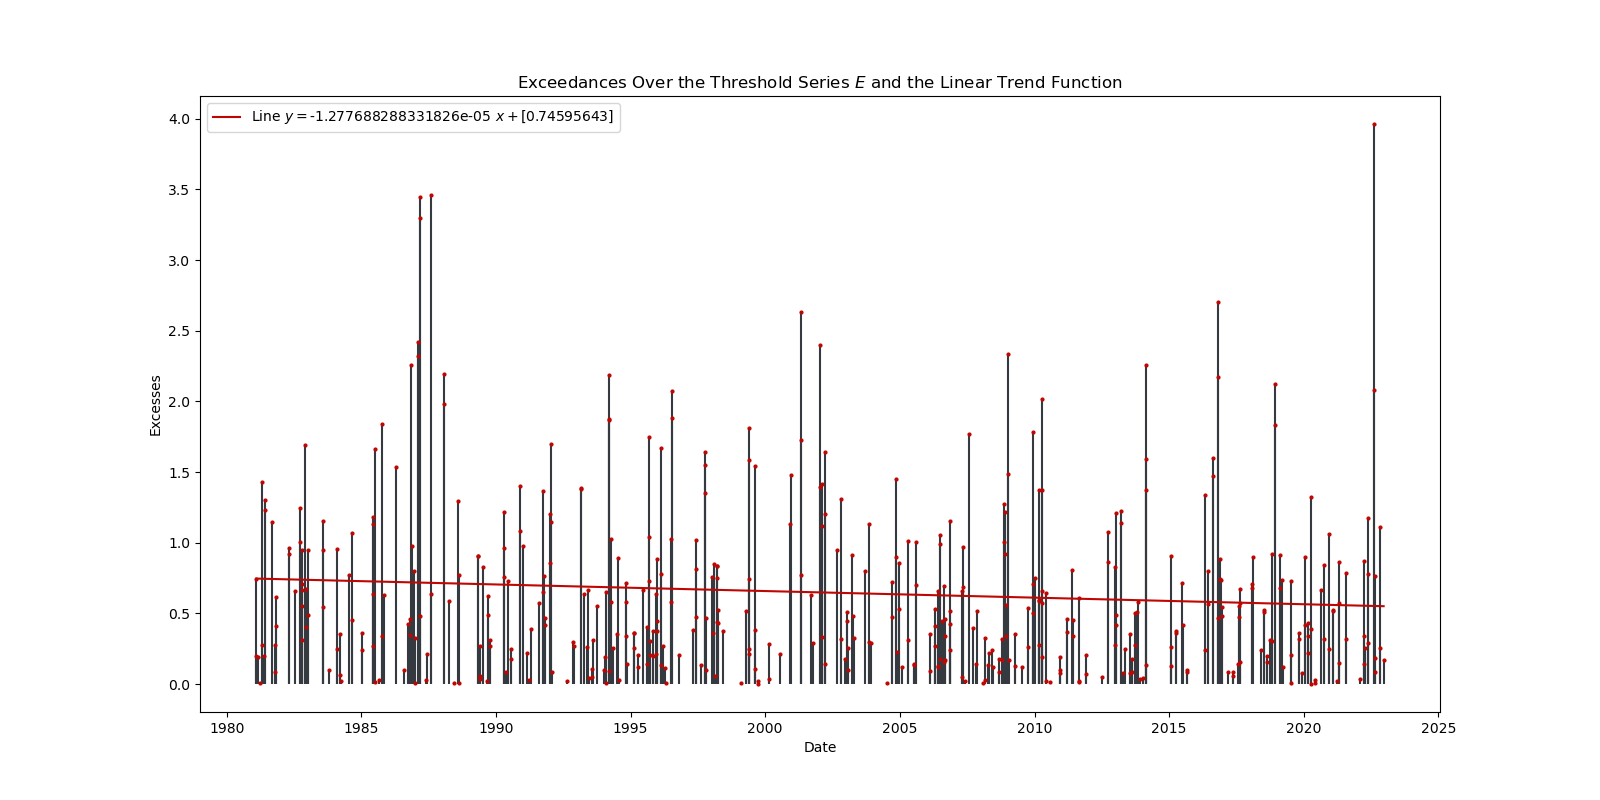 Exceedances Over the Threshold Series E and the Linear Trend Function
Line y = -1.277688288331826e-05 x + [0.74595643]
4.0
3.5
3.0
2.5
2.0
1.5
1.0
0.5
0.0
Excesses
1980 1985 1990 1995 2000 2005 2010 2015 2020 2025
Date